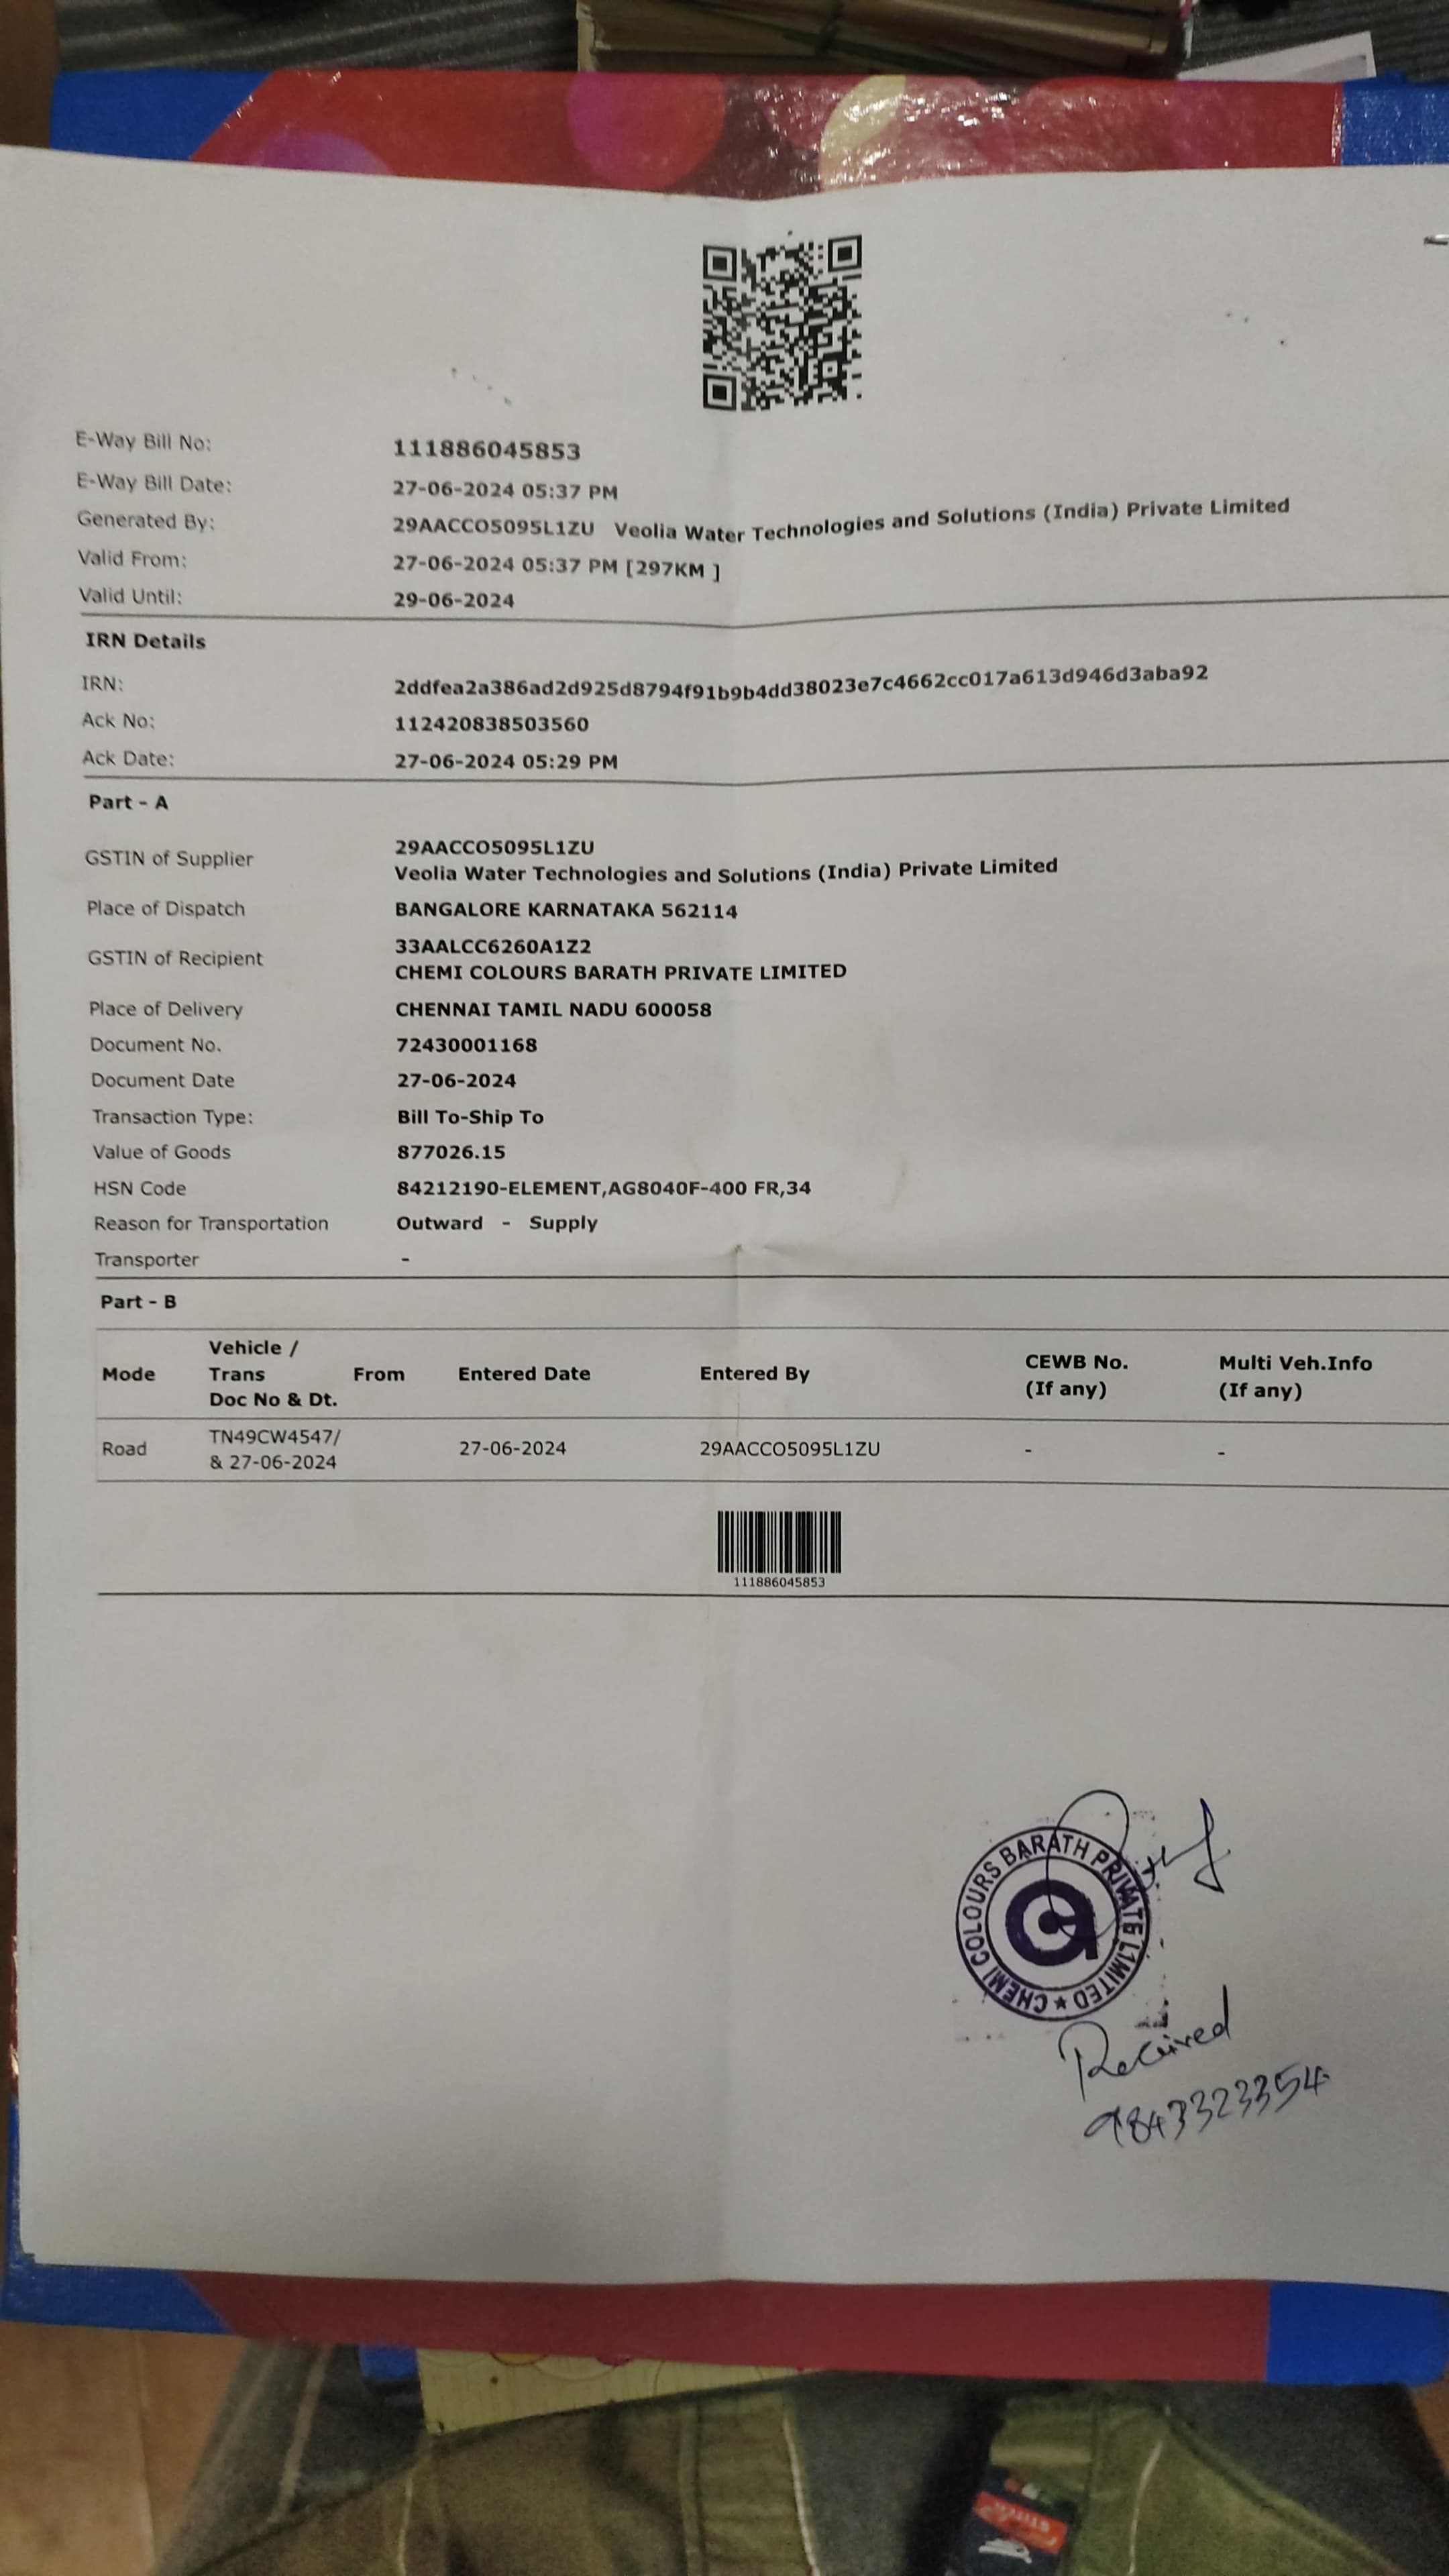 E-Way Bill No: 111886045853
E-Way Bill Date: 27-06-2024 05:37 PM
Generated By: 29AACCO5095L1ZU Veolia Water Technologies and Solutions (India) Private Limited
Valid From: 27-06-2024 05:37 PM [297KM ]
Valid Until: 29-06-2024
IRN Details
IRN: 2ddfea2a386ad2d925d8794f91b9b4dd38023e7c4662cc017a613d946d3aba92
Ack No: 112420838503560
Ack Date: 27-06-2024 05:29 PM
Part - A
GSTIN of Supplier 29AACCO5095L1ZU
Veolia Water Technologies and Solutions (India) Private Limited
Place of Dispatch BANGALORE KARNATAKA 562114
GSTIN of Recipient 33AALCC6260A1Z2
CHEMI COLOURS BARATH PRIVATE LIMITED
Place of Delivery CHENNAI TAMIL NADU 600058
Document No. 72430001168
Document Date 27-06-2024
Transaction Type: Bill To-Ship To
Value of Goods 877026.15
HSN Code 84212190-ELEMENT,AG8040F-400 FR,34
Reason for Transportation Outward - Supply
Transporter -
Part - B
Mode Vehicle / Trans Doc No & Dt. From Entered Date Entered By CEWB No. (If any) Multi Veh.Info (If any)
Road TN49CW4547/ & 27-06-2024 27-06-2024 29AACCO5095L1ZU - -
111886045853
CHEMI COLOURS BARATH PRIVATE LIMITED ★
Received
9843323354